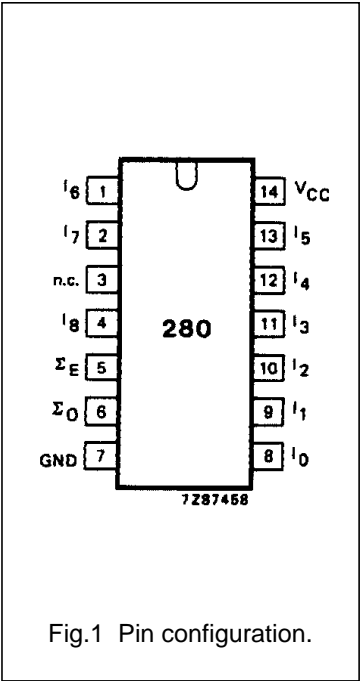 I6 1 14 VCC
I7 2 13 I5
n.c. 3 12 I4
I8 4 280 11 I3
ΣE 5 10 I2
ΣO 6 9 I1
GND 7 8 I0
7Z87458
Fig.1 Pin configuration.